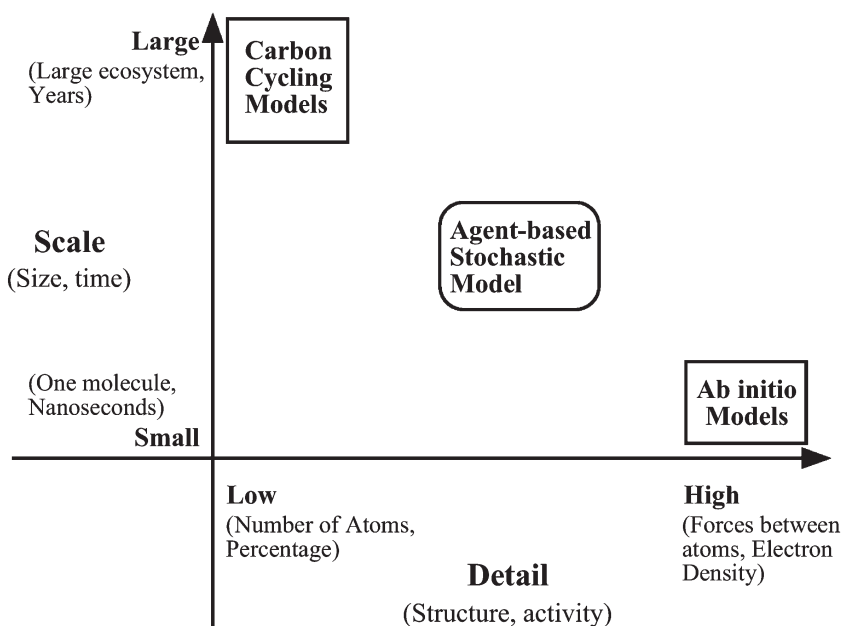 Large
(Large ecosystem,
Years)
Carbon
Cycling
Models
Scale
(Size, time)
Agent-based
Stochastic
Model
(One molecule,
Nanoseconds)
Small
Ab initio
Models
Low
(Number of Atoms,
Percentage)
High
(Forces between
atoms, Electron
Density)
Detail
(Structure, activity)